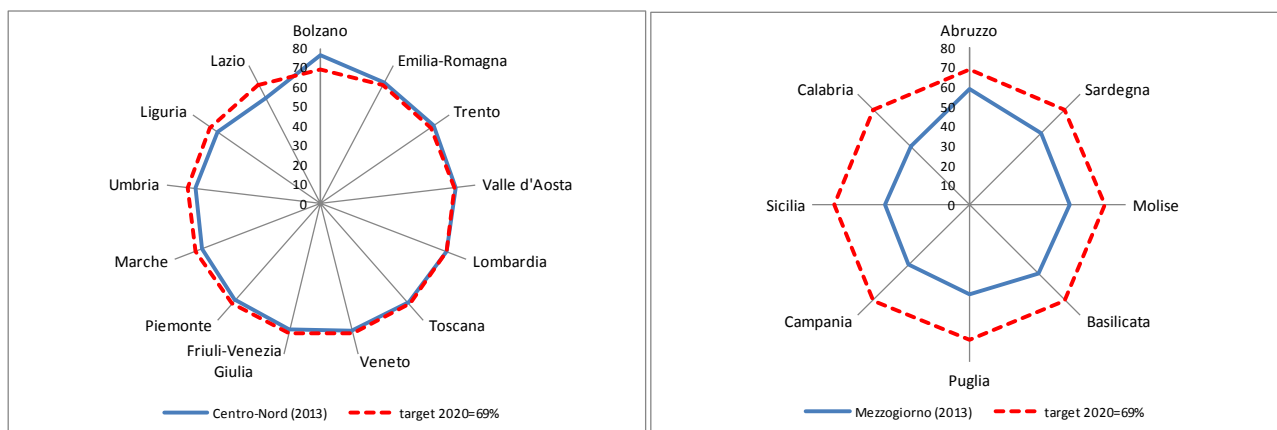 Bolzano
80
70
60
50
40
30
20
10
0
Emilia-Romagna
Trento
Valle d'Aosta
Lombardia
Toscana
Veneto
Friuli-Venezia
Giulia
Piemonte
Marche
Umbria
Liguria
Lazio
Centro-Nord (2013)
target 2020=69%
Abruzzo
80
70
60
50
40
30
20
10
0
Sardegna
Molise
Basilicata
Puglia
Campania
Sicilia
Calabria
Mezzogiorno (2013)
target 2020=69%